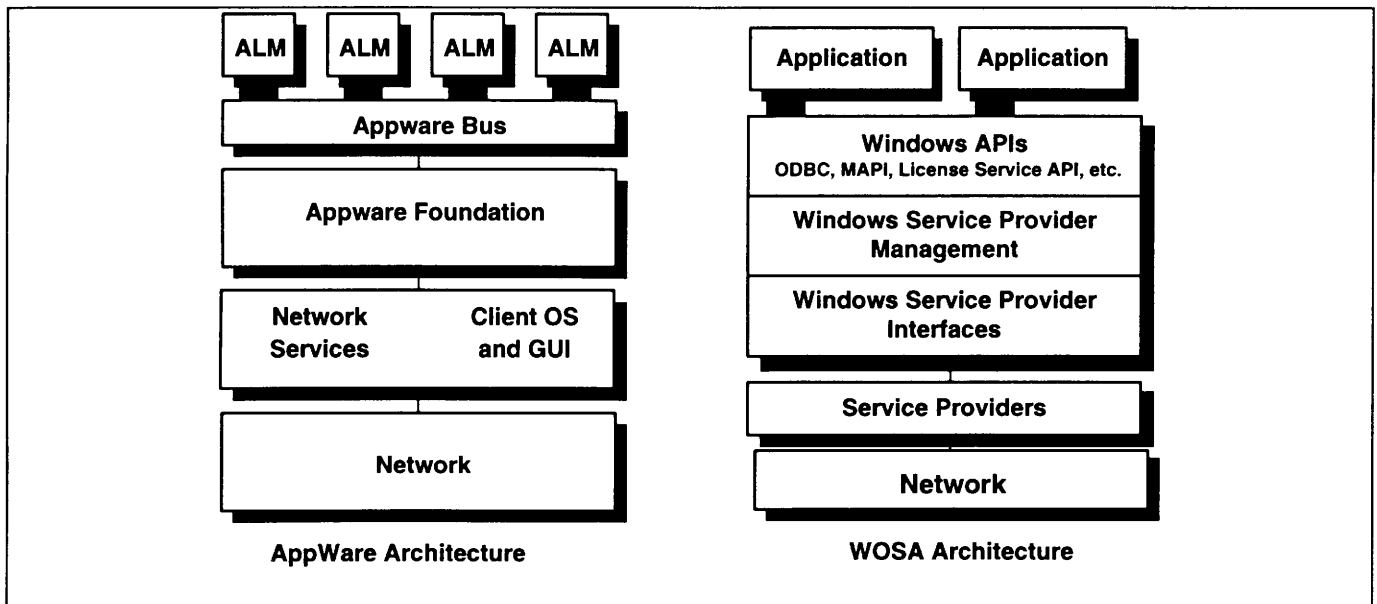 ALM
ALM
ALM
ALM
Appware Bus
Appware Foundation
Network
Services
Client OS
and GUI
Network
AppWare Architecture
Application
Application
Windows APIs
ODBC, MAPI, License Service API, etc.
Windows Service Provider
Management
Windows Service Provider
Interfaces
Service Providers
Network
WOSA Architecture